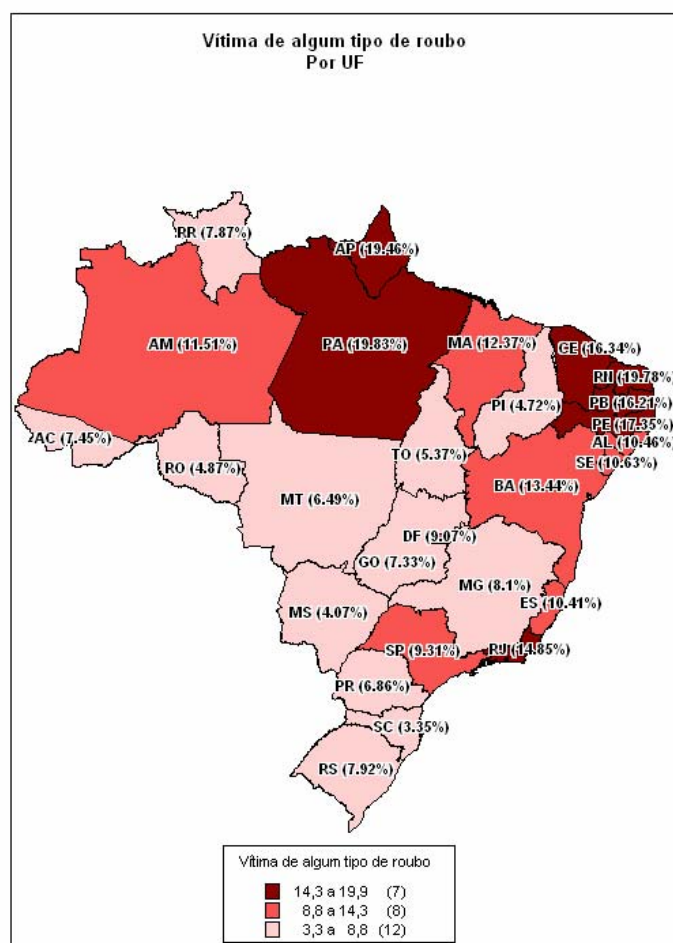 Vítima de algum tipo de roubo
Por UF
RR (7.87%)
AP (19.46%)
AM (11.51%)
PA (19.83%)
MA (12.37%)
CE (16.34%)
RN (19.78%)
PI (4.72%)
PB (16.21%)
PE (17.35%)
AC (7.45%)
TO (5.37%)
AL (10.46%)
RO (4.87%)
SE (10.63%)
BA (13.44%)
MT (6.49%)
DF (9.07%)
GO (7.33%)
MG (8.1%)
MS (4.07%)
ES (10.41%)
SP (9.31%)
RJ (14.85%)
PR (6.86%)
SC (3.35%)
RS (7.92%)
Vítima de algum tipo de roubo
14,3 a 19,9 (7)
8,8 a 14,3 (8)
3,3 a 8,8 (12)